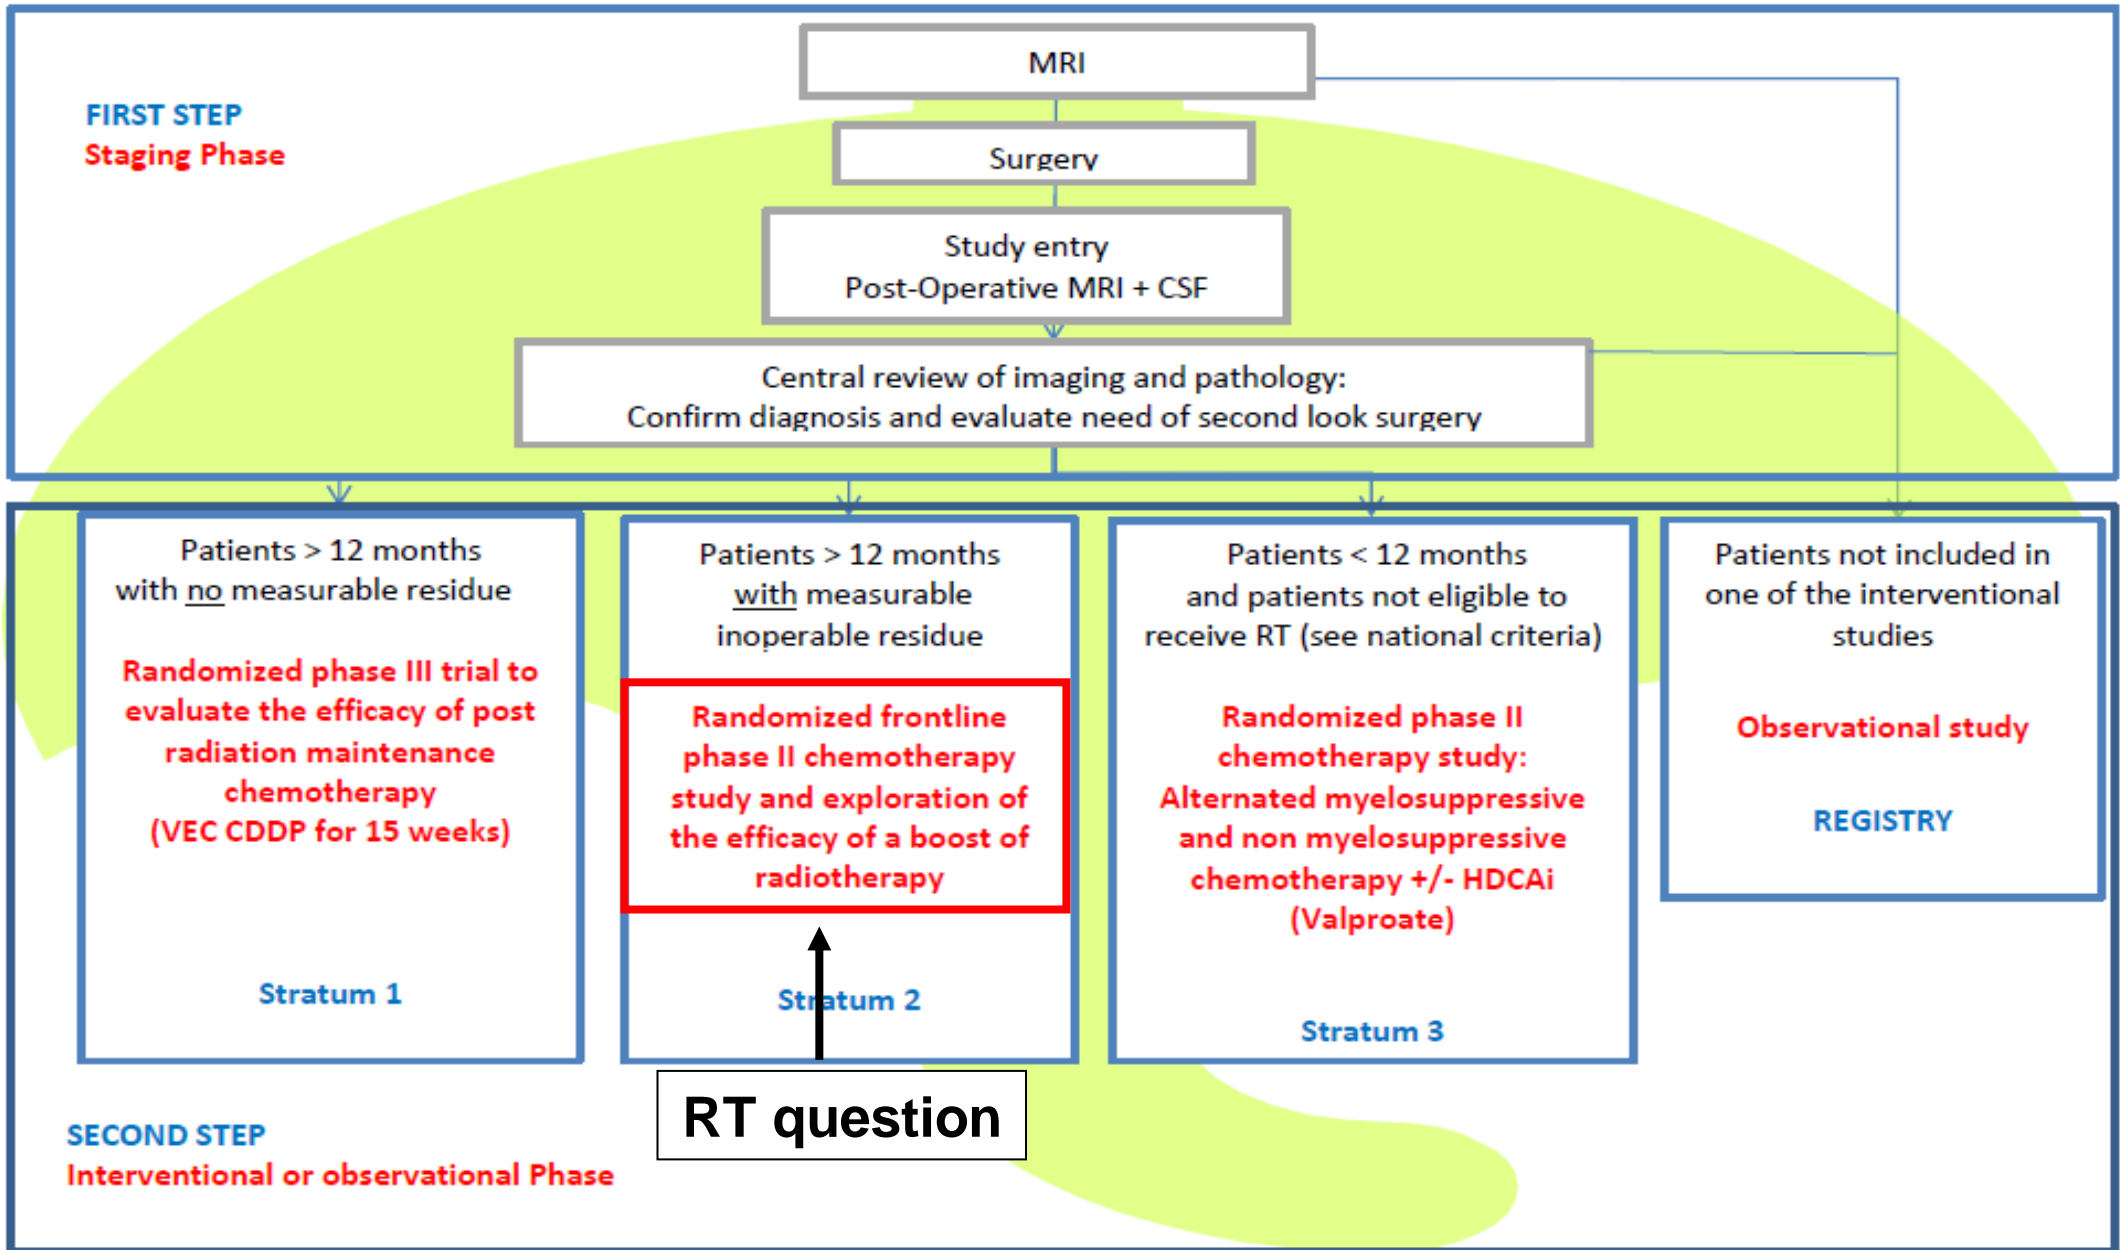 MRI
FIRST STEP
Staging Phase
Surgery
Study entry
Post-Operative MRI + CSF
Central review of imaging and pathology:
Confirm diagnosis and evaluate need of second look surgery
Patients > 12 months
with no measurable residue
Randomized phase III trial to
evaluate the efficacy of post
radiation maintenance
chemotherapy
(VEC CDDP for 15 weeks)
Stratum 1
Patients > 12 months
with measurable
inoperable residue
Randomized frontline
phase II chemotherapy
study and exploration of
the efficacy of a boost of
radiotherapy
Stratum 2
Patients < 12 months
and patients not eligible to
receive RT (see national criteria)
Randomized phase II
chemotherapy study:
Alternated myelosuppressive
and non myelosuppressive
chemotherapy +/- HDCAi
(Valproate)
Stratum 3
Patients not included in
one of the interventional
studies
Observational study
REGISTRY
RT question
SECOND STEP
Interventional or observational Phase